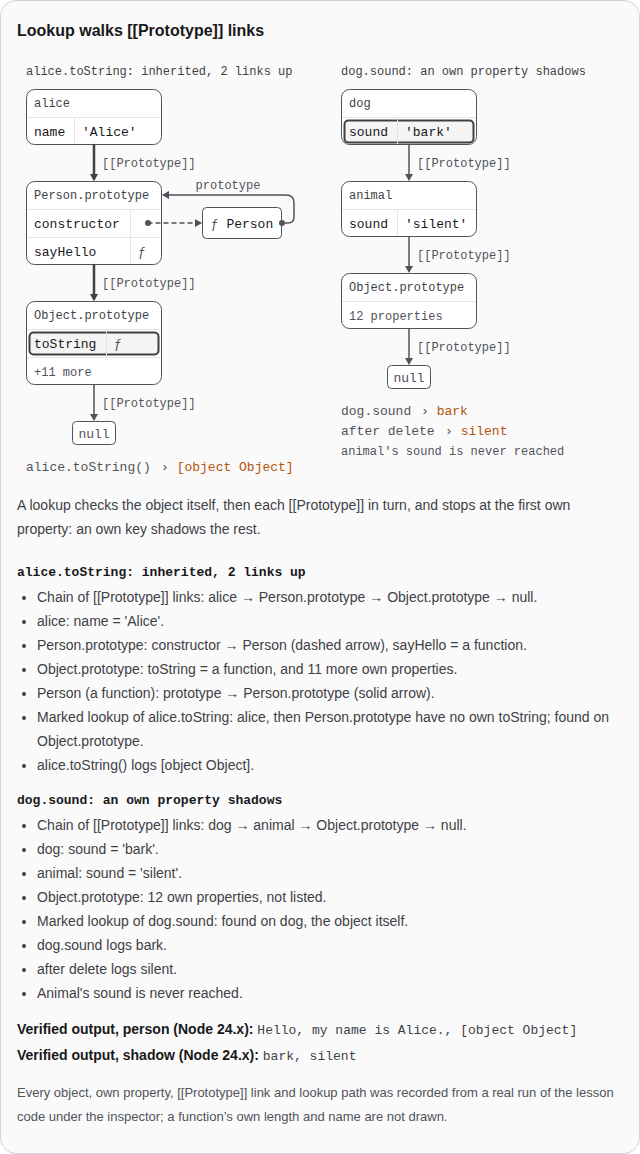 Lookup walks [[Prototype]] links
alice.toString: inherited, 2 links up
alice
name 'Alice'
[[Prototype]]
Person.prototype
constructor
sayHello ƒ
prototype
ƒ Person
[[Prototype]]
Object.prototype
toString ƒ
+11 more
[[Prototype]]
null
alice.toString() › [object Object]
dog.sound: an own property shadows
dog
sound 'bark'
[[Prototype]]
animal
sound 'silent'
[[Prototype]]
Object.prototype
12 properties
[[Prototype]]
null
dog.sound › bark
after delete › silent
animal's sound is never reached
A lookup checks the object itself, then each [[Prototype]] in turn, and stops at the first own
property: an own key shadows the rest.
alice.toString: inherited, 2 links up
• Chain of [[Prototype]] links: alice → Person.prototype → Object.prototype → null.
• alice: name = 'Alice'.
• Person.prototype: constructor → Person (dashed arrow), sayHello = a function.
• Object.prototype: toString = a function, and 11 more own properties.
• Person (a function): prototype → Person.prototype (solid arrow).
• Marked lookup of alice.toString: alice, then Person.prototype have no own toString; found on
Object.prototype.
• alice.toString() logs [object Object].
dog.sound: an own property shadows
• Chain of [[Prototype]] links: dog → animal → Object.prototype → null.
• dog: sound = 'bark'.
• animal: sound = 'silent'.
• Object.prototype: 12 own properties, not listed.
• Marked lookup of dog.sound: found on dog, the object itself.
• dog.sound logs bark.
• after delete logs silent.
• Animal's sound is never reached.
Verified output, person (Node 24.x): Hello, my name is Alice., [object Object]
Verified output, shadow (Node 24.x): bark, silent
Every object, own property, [[Prototype]] link and lookup path was recorded from a real run of the lesson
code under the inspector; a function’s own length and name are not drawn.